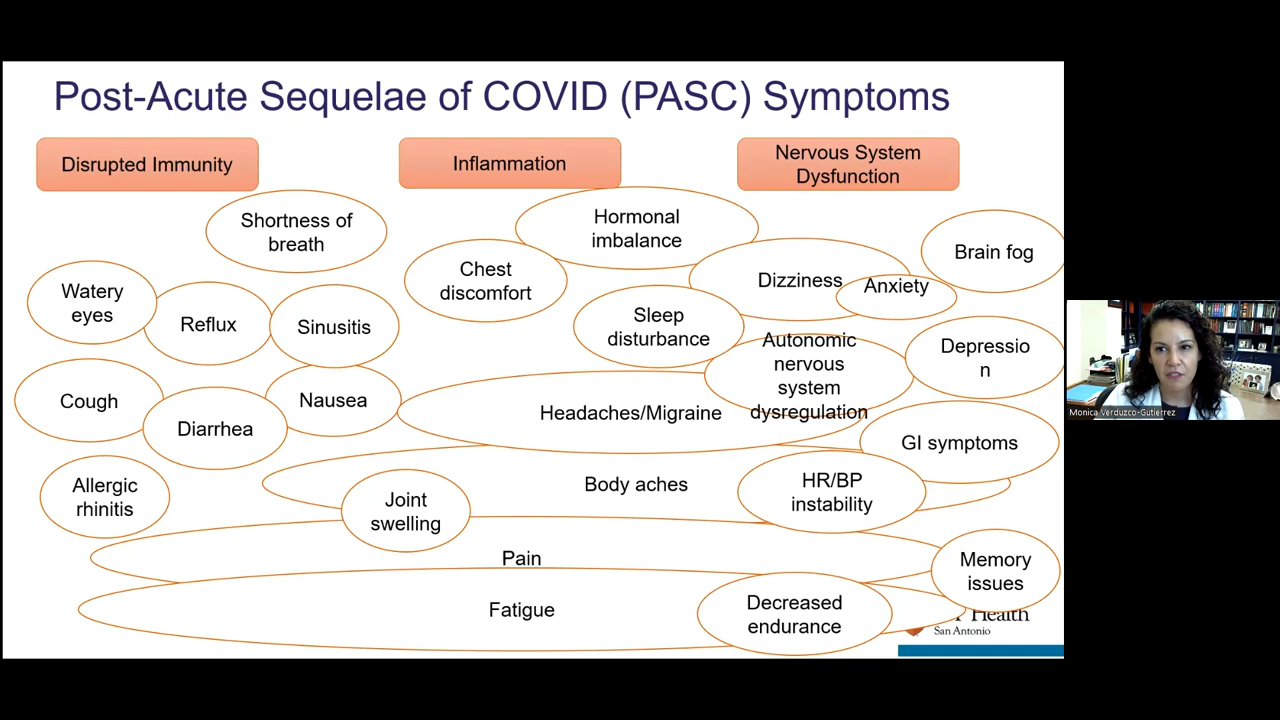 Post-Acute Sequelae of COVID (PASC) Symptoms
Disrupted Immunity
Inflammation
Nervous System
Dysfunction
Shortness of
breath
Hormonal
imbalance
Brain fog
Chest
discomfort
Dizziness
Anxiety
Watery
eyes
Reflux
Sinusitis
Sleep
disturbance
Autonomic
nervous
system
dysregulation
Depressio
n
Cough
Diarrhea
Nausea
Headaches/Migraine
GI symptoms
Allergic
rhinitis
Joint
swelling
Body aches
HR/BP
instability
Pain
Memory
issues
Fatigue
Decreased
endurance
Health
San Antonio
Monica Verduzco-Gutierrez